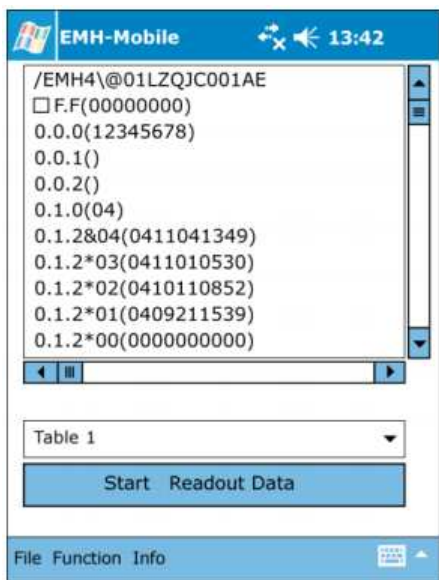 EMH-Mobile 13:42
/EMH4\@01LZQJC001AE
F.F(00000000)
0.0.0(12345678)
0.0.1()
0.0.2()
0.1.0(04)
0.1.2&04(0411041349)
0.1.2*03(0411010530)
0.1.2*02(0410110852)
0.1.2*01(0409211539)
0.1.2*00(0000000000)
Table 1
Start Readout Data
File Function Info